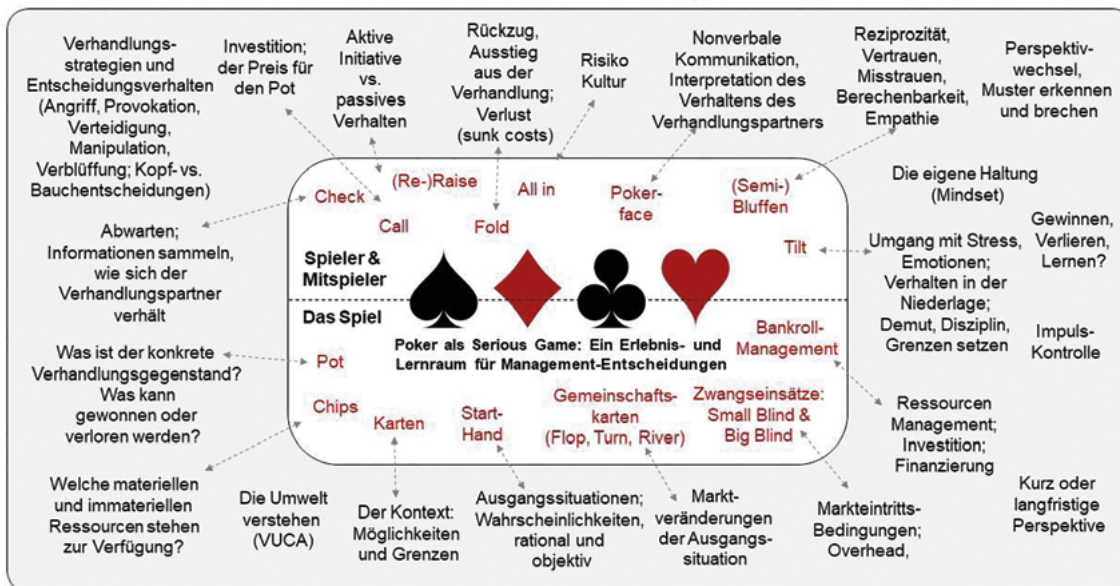 Verhandlungs-
strategien und
Entscheidungsverhalten
(Angriff, Provokation,
Verteidigung,
Manipulation,
Verblüffung; Kopf- vs.
Bauchentscheidungen)
Investition;
der Preis für
den Pot
Aktive
Initiative
vs.
passives
Verhalten
Rückzug,
Ausstieg
aus der
Verhandlung;
Verlust
(sunk costs)
Risiko
Kultur
Nonverbale
Kommunikation,
Interpretation des
Verhaltens des
Verhandlungspartners
Reziprozität,
Vertrauen,
Misstrauen,
Berechenbarkeit,
Empathie
Perspektiv-
wechsel,
Muster erkennen
und brechen
Die eigene Haltung
(Mindset)
Check
(Re-)Raise
Call
Fold
All in
Poker-
face
(Semi-)
Bluffen
Tilt
Abwarten;
Informationen sammeln,
wie sich der
Verhandlungspartner
verhält
Spieler &
Mitspieler
Das Spiel
Umgang mit Stress,
Emotionen;
Verhalten in der
Niederlage;
Demut, Disziplin,
Grenzen setzen
Gewinnen,
Verlieren,
Lernen?
Impuls-
Kontrolle
Poker als Serious Game: Ein Erlebnis- und
Lernraum für Management-Entscheidungen
Bankroll-
Management
Was ist der konkrete
Verhandlungsgegenstand?
Was kann
gewonnen oder
verloren werden?
Pot
Chips
Karten
Start-
Hand
Gemeinschafts-
karten
(Flop, Turn, River)
Zwangseinsätze:
Small Blind &
Big Blind
Ressourcen
Management;
Investition;
Finanzierung
Welche materiellen
und immateriellen
Ressourcen stehen
zur Verfügung?
Die Umwelt
verstehen
(VUCA)
Der Kontext:
Möglichkeiten
und Grenzen
Ausgangssituationen;
Wahrscheinlichkeiten,
rational und
objektiv
Markt-
veränderungen
der Ausgangs-
situation
Markteintritts-
Bedingungen;
Overhead,
Kurz oder
langfristige
Perspektive